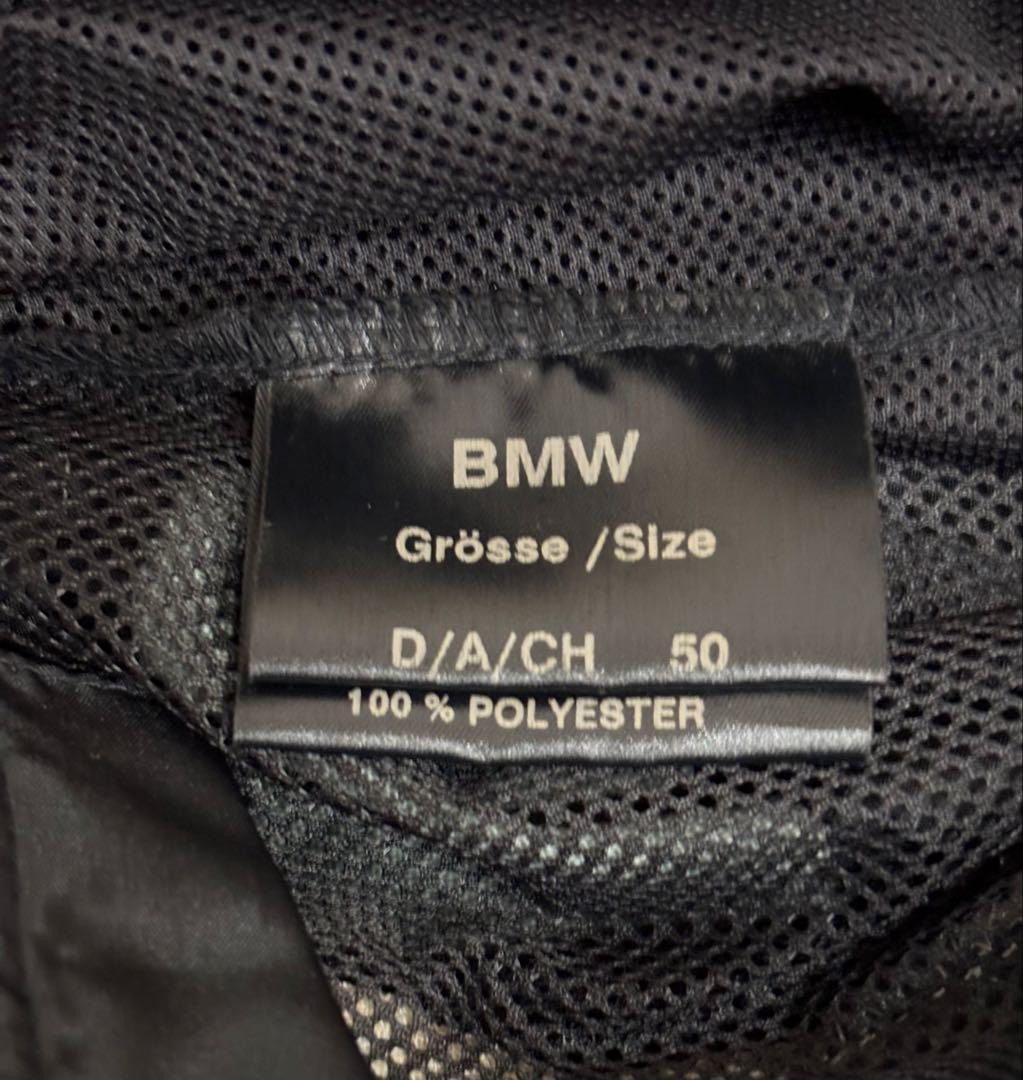 BMW
Grösse /Size
D/A/CH 50
100 % POLYESTER